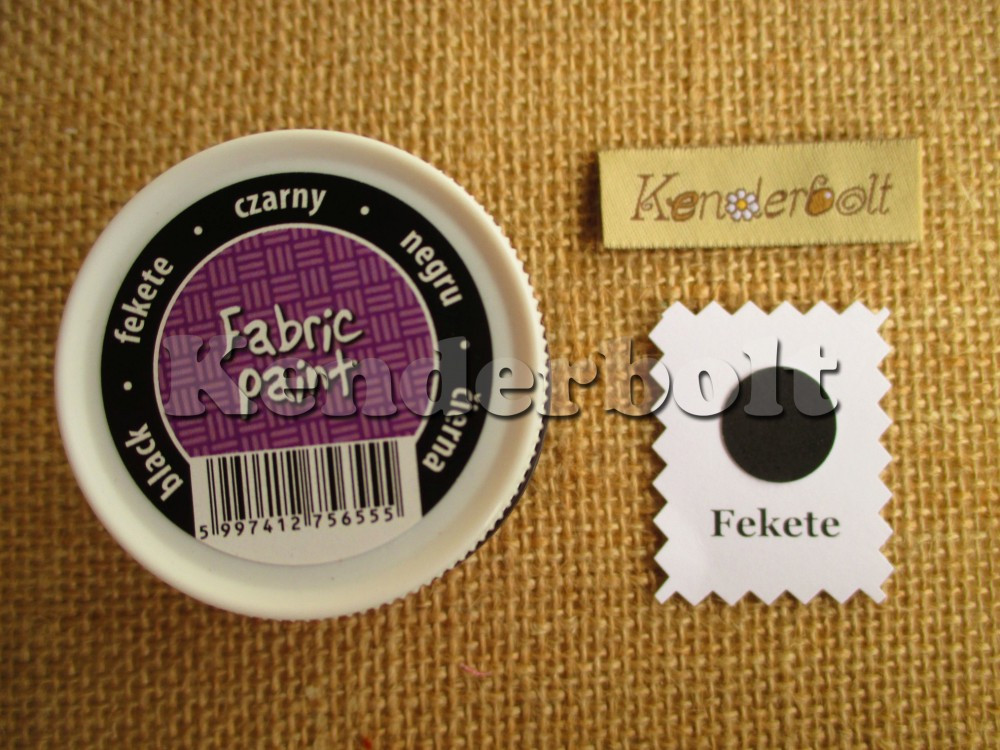 black · fekete · czarny · negru · čierna
Fabric
paint
5 997412 756555
Kenderbolt
Fekete
Kenderbolt